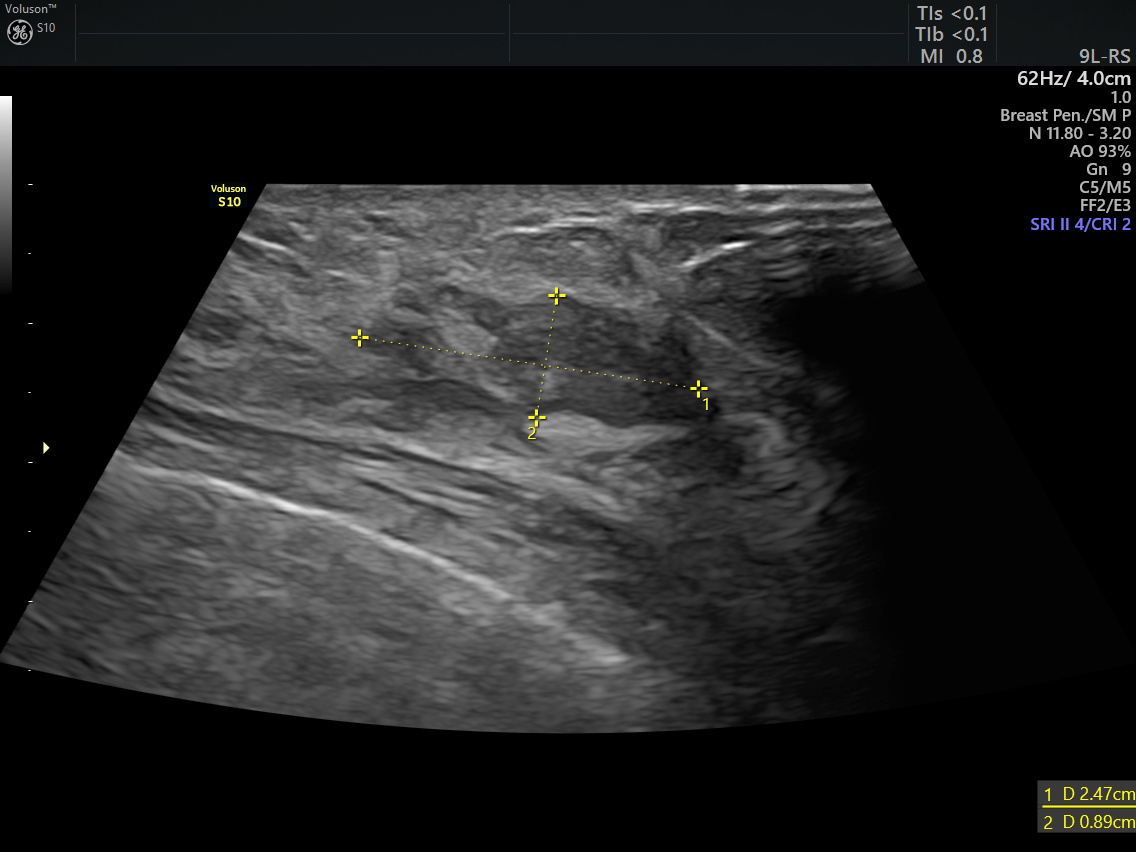 Voluson™
S10
TIs <0.1
TIb <0.1
MI 0.8
9L-RS
62Hz/ 4.0cm
1.0
Breast Pen./SM P
N 11.80 - 3.20
AO 93%
Gn 9
C5/M5
FF2/E3
SRI II 4/CRI 2
Voluson
S10
1
2
1 D 2.47cm
2 D 0.89cm